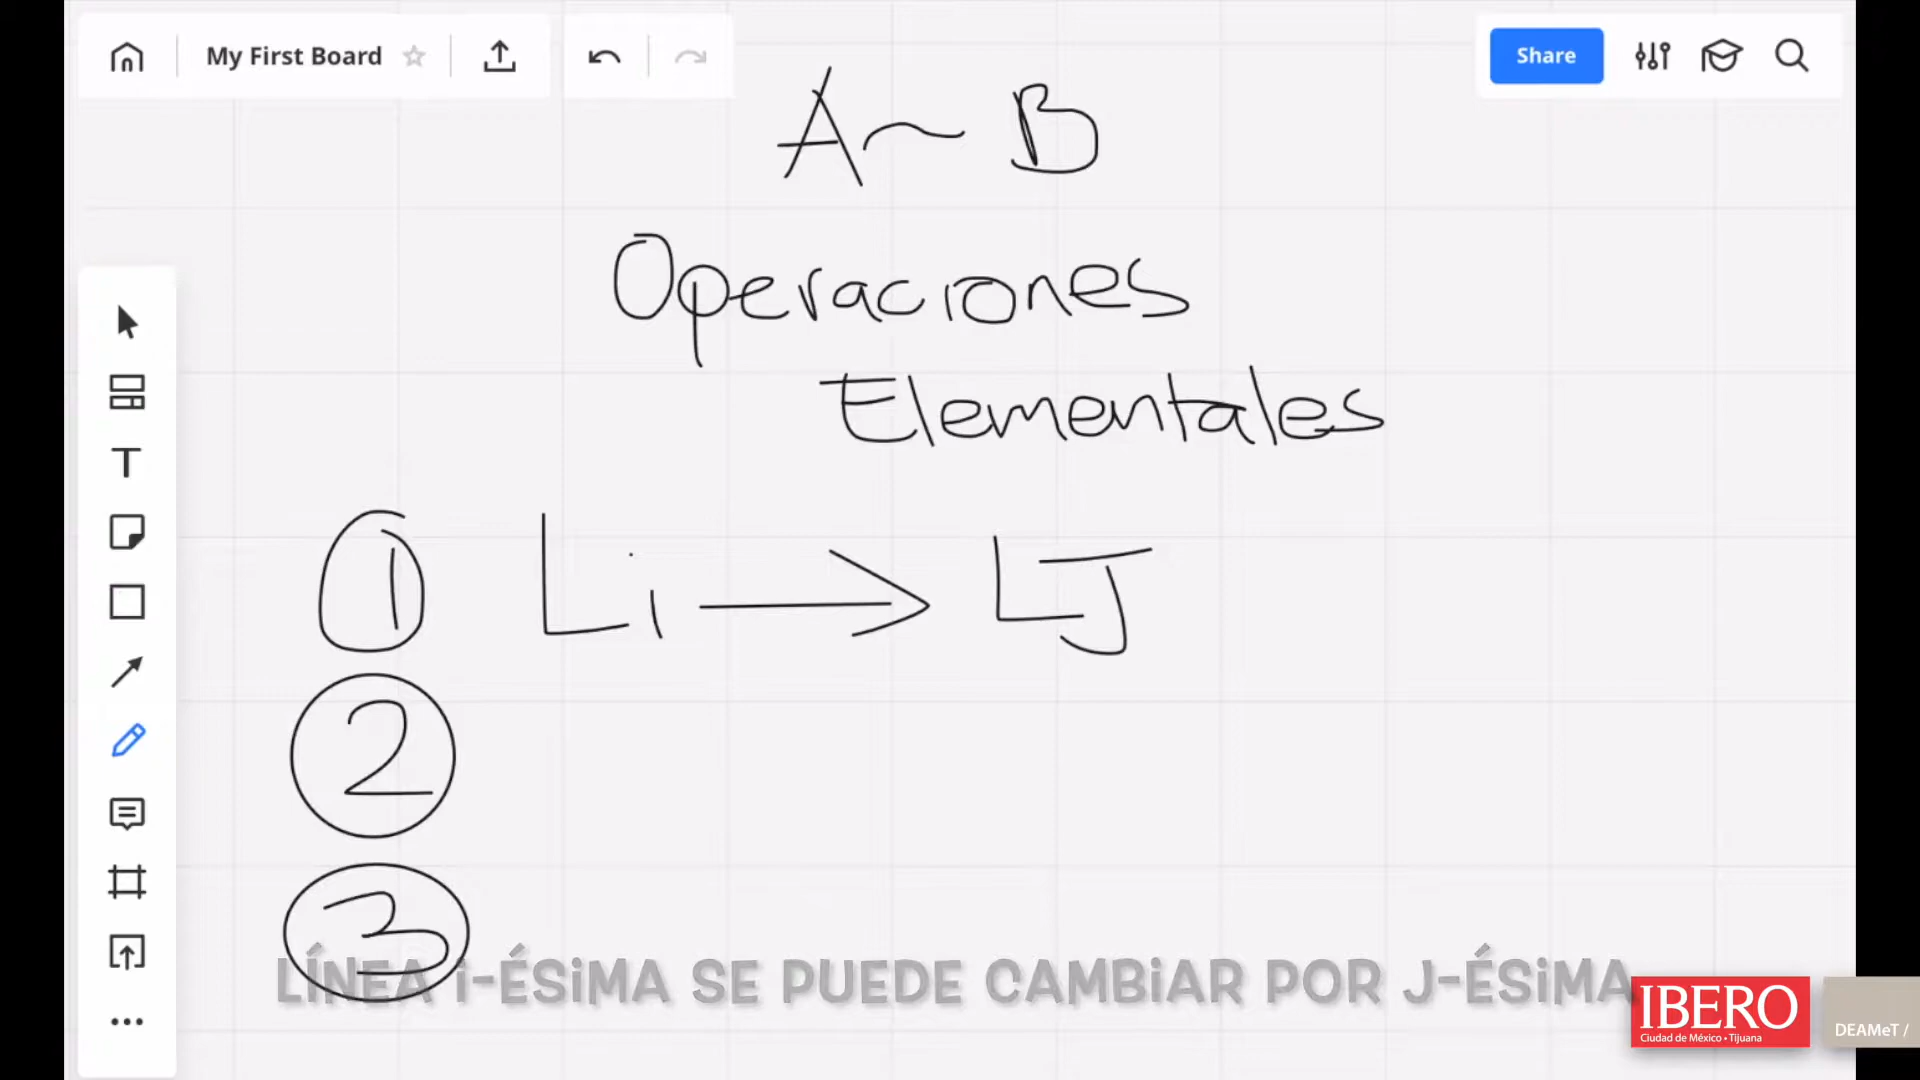 My First Board
Share
A ~ B
Operaciones
Elementales
1 Li → LJ
2
3
LÍNEA i-ÉSiMA SE PUEDE CAMBiAR POR J-ÉSiMA
IBERO
Ciudad de México • Tijuana
DEAMeT /
T